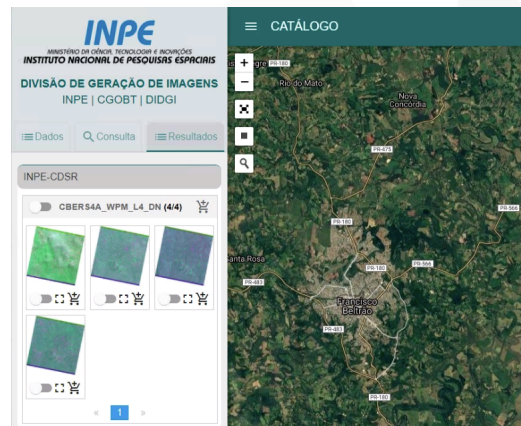 INPE
MINISTÉRIO DA CIÊNCIA, TECNOLOGIA E INOVAÇÕES
INSTITUTO NACIONAL DE PESQUISAS ESPACIAIS
DIVISÃO DE GERAÇÃO DE IMAGENS
INPE | CGOBT | DIDGI
Dados
Consulta
Resultados
INPE-CDSR
CBERS4A_WPM_L4_DN (4/4)
« 1 »
CATÁLOGO
+
−
PR-180
Rio do Mato
Nova
Concórdia
PR-475
PR-566
PR-180
Santa Rosa
PR-180
PR-566
PR-483
Francisco
Beltrão
PR-483
PR-180